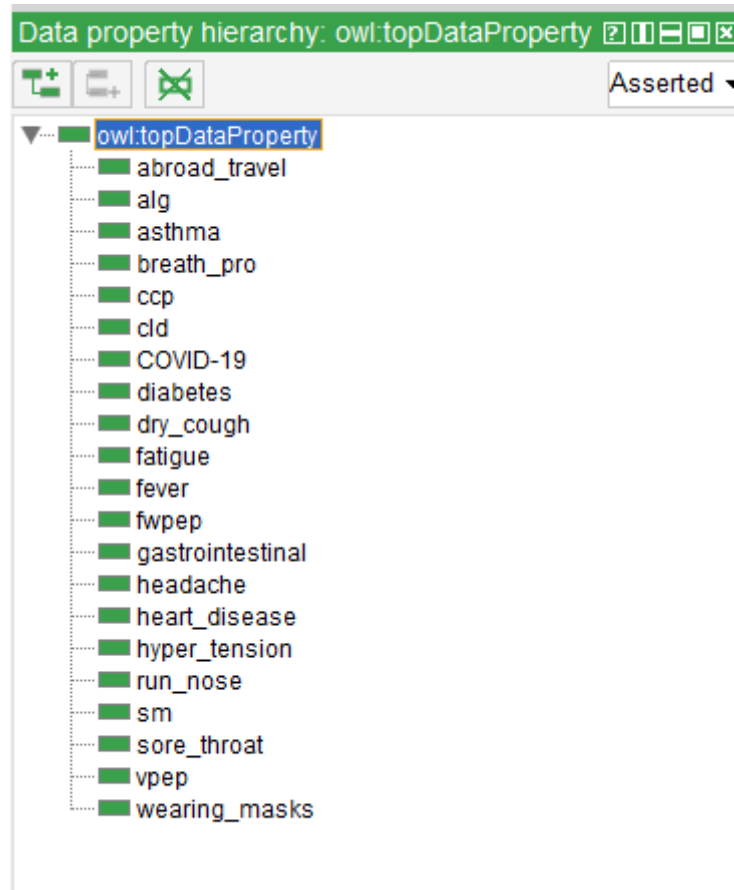 Data property hierarchy: owl:topDataProperty
Asserted
owl:topDataProperty
abroad_travel
alg
asthma
breath_pro
ccp
cld
COVID-19
diabetes
dry_cough
fatigue
fever
fwpep
gastrointestinal
headache
heart_disease
hyper_tension
run_nose
sm
sore_throat
vpep
wearing_masks